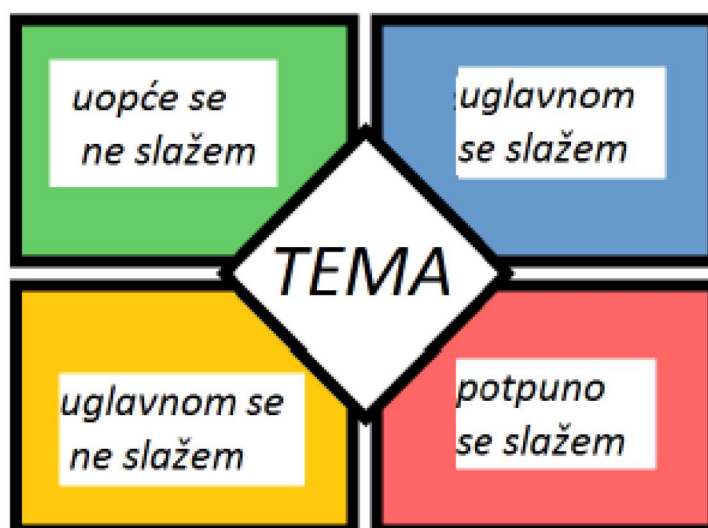 uopće se
ne slažem
uglavnom
se slažem
TEMA
uglavnom se
ne slažem
potpuno
se slažem